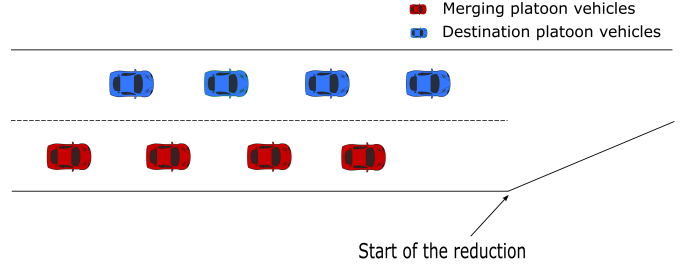 Merging platoon vehicles
Destination platoon vehicles
Start of the reduction